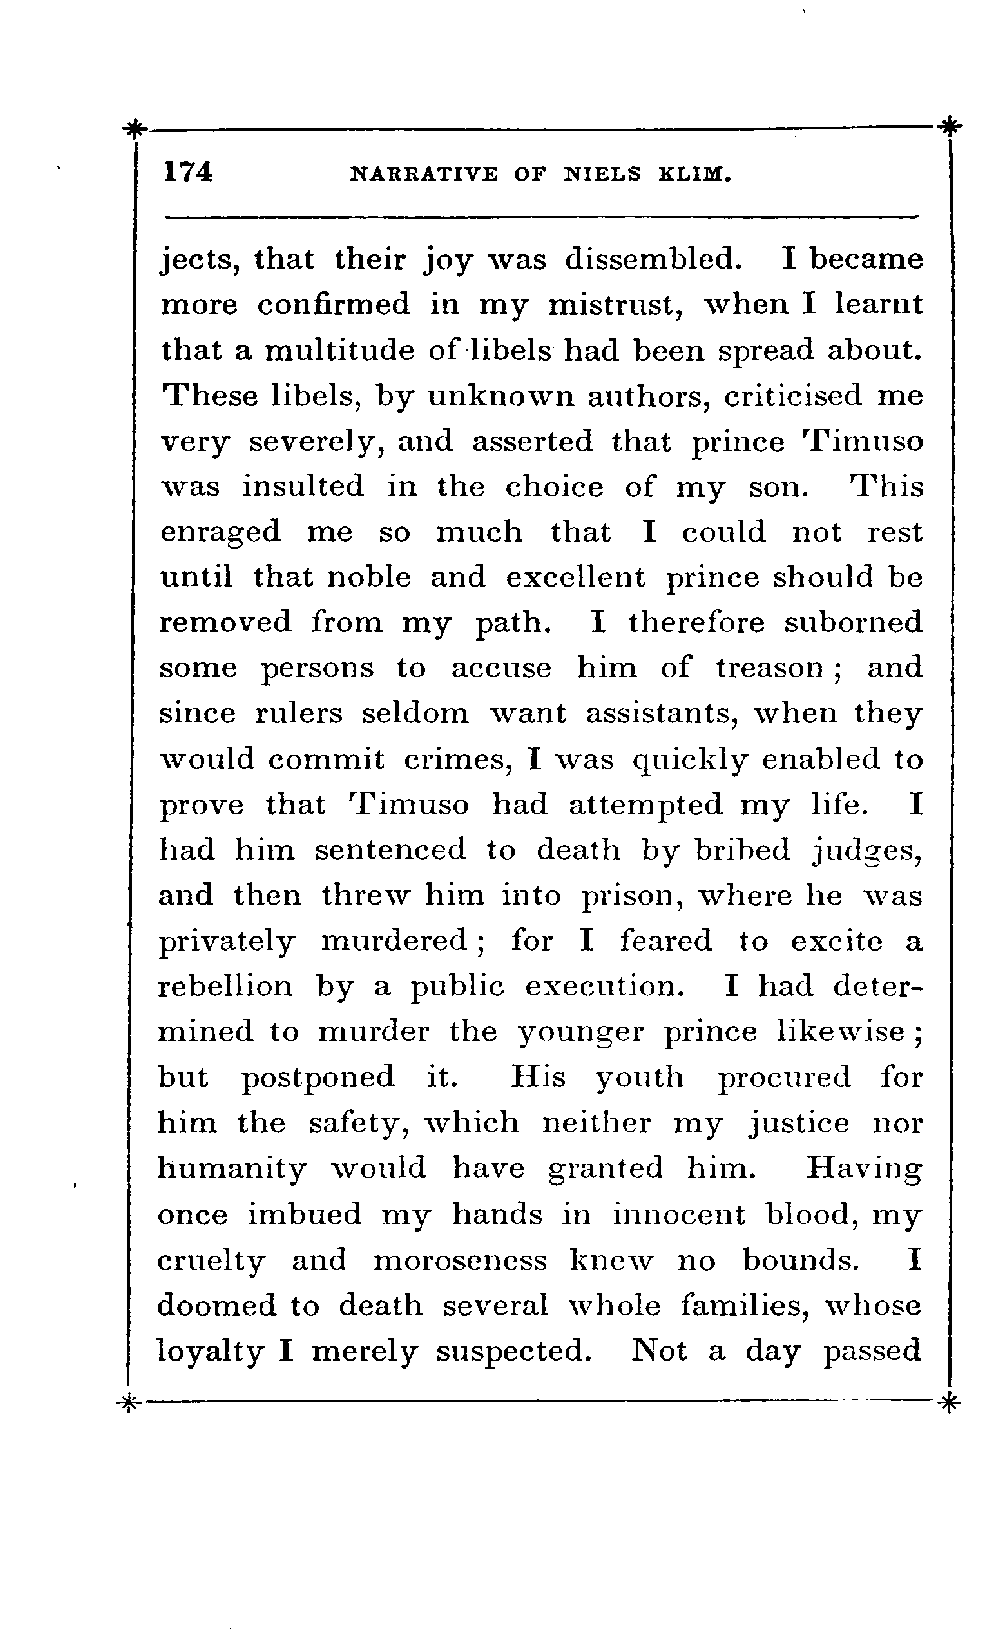 174 NARRATIVE OF NIELS KLIM.
jects, that their joy was dissembled. I became
more confirmed in my mistrust, when I learnt
that a multitude of libels had been spread about.
These libels, by unknown authors, criticised me
very severely, and asserted that prince Timuso
was insulted in the choice of my son. This
enraged me so much that I could not rest
until that noble and excellent prince should be
removed from my path. I therefore suborned
some persons to accuse him of treason ; and
since rulers seldom want assistants, when they
would commit crimes, I was quickly enabled to
prove that Timuso had attempted my life. I
had him sentenced to death by bribed judges,
and then threw him into prison, where he was
privately murdered ; for I feared to excite a
rebellion by a public execution. I had deter-
mined to murder the younger prince likewise ;
but postponed it. His youth procured for
him the safety, which neither my justice nor
humanity would have granted him. Having
once imbued my hands in innocent blood, my
cruelty and moroseness knew no bounds. I
doomed to death several whole families, whose
loyalty I merely suspected. Not a day passed